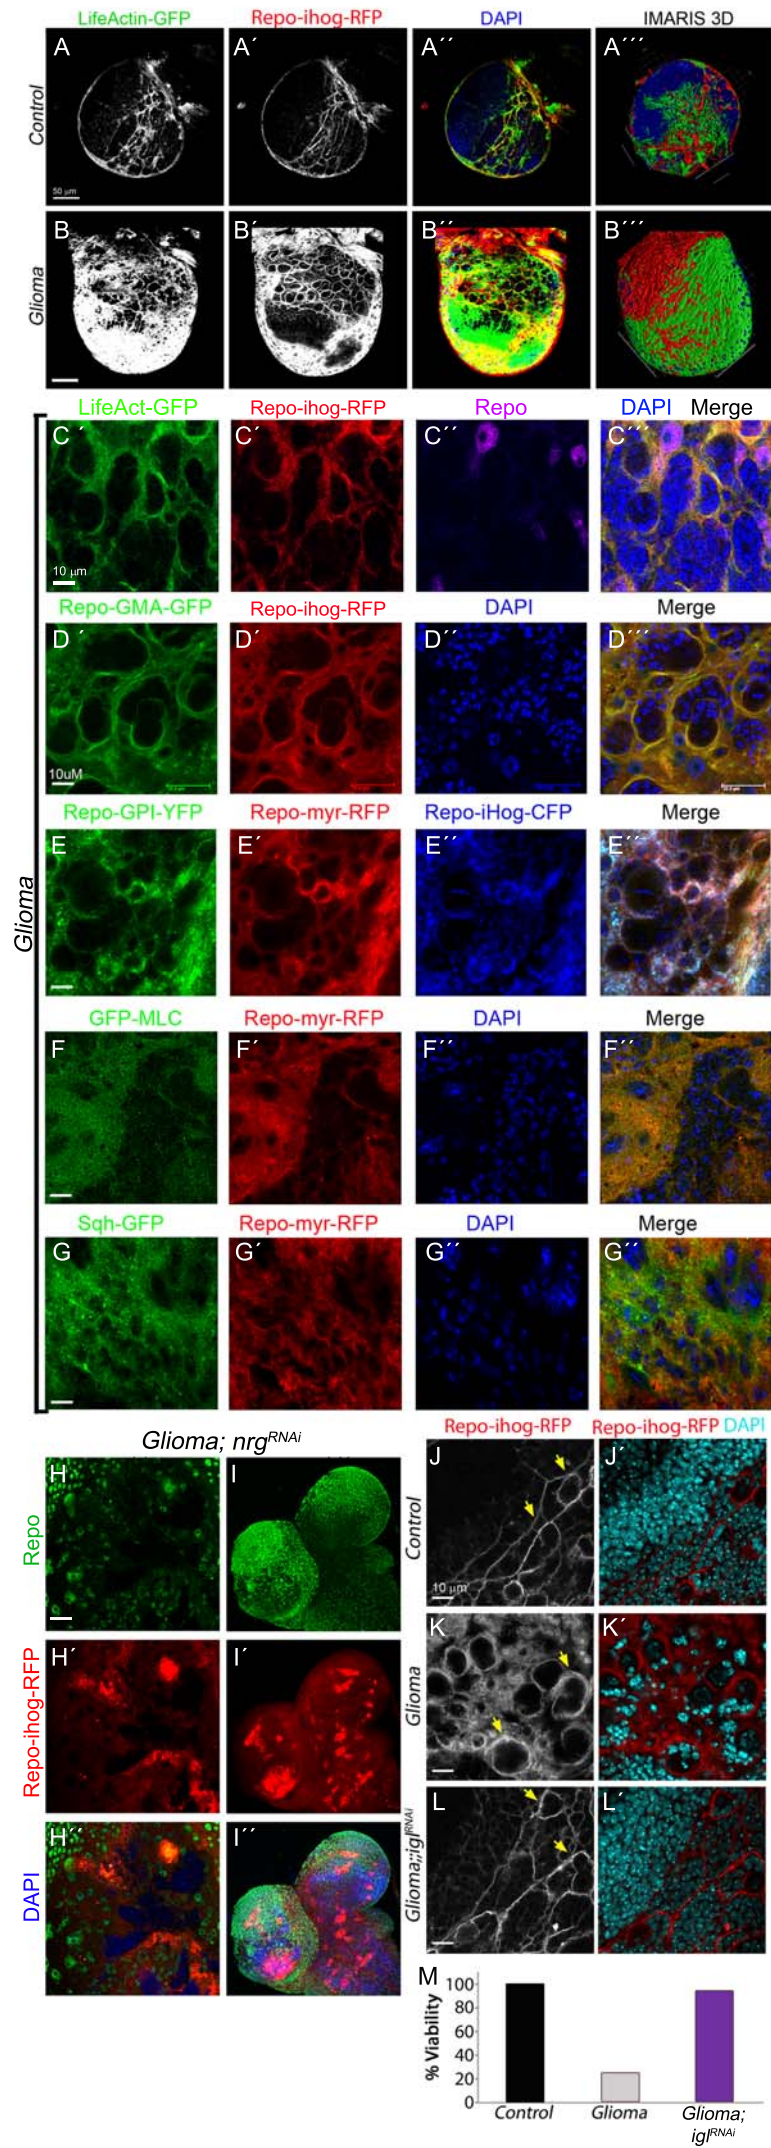 LifeActin-GFP Repo-ihog-RFP DAPI IMARIS 3D
Control
A A´ A´´ A´´´
50 μm
Glioma
B B´ B´´ B´´´
Glioma
LifeAct-GFP Repo-ihog-RFP Repo DAPI Merge
C´ C´ C´´ C´´´
10 μm
Repo-GMA-GFP Repo-ihog-RFP DAPI Merge
D´ D´ D´´ D´´´
10uM
Repo-GPI-YFP Repo-myr-RFP Repo-iHog-CFP Merge
E E´ E´´ E´´´
GFP-MLC Repo-myr-RFP DAPI Merge
F F´ F´´ F´´´
Sqh-GFP Repo-myr-RFP DAPI Merge
G G´ G´´ G´´´
Glioma; nrgRNAi
Repo
H I
Repo-ihog-RFP
H´ I´
DAPI
H´´ I´´
Repo-ihog-RFP Repo-ihog-RFP DAPI
Control
J J´
10 μm
Glioma
K K´
Glioma;;iglRNAi
L L´
M
% Viability
100
80
60
40
20
0
Control Glioma Glioma;
iglRNAi